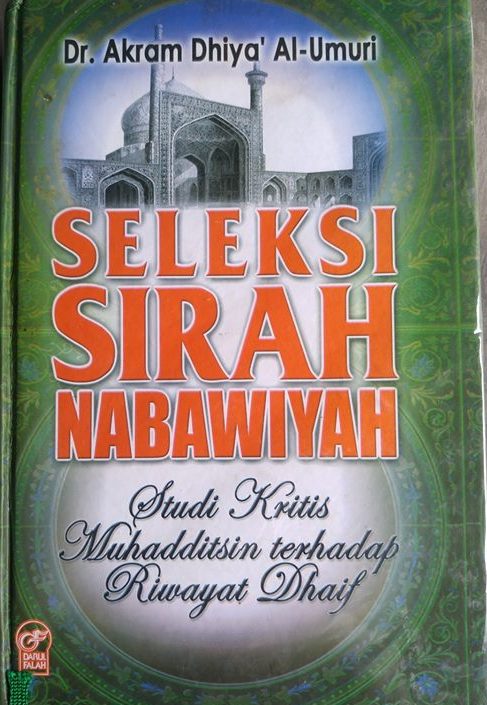 Dr. Akram Dhiya' Al-Umuri
SELEKSI
SIRAH
NABAWIYAH
Studi Kritis
Muhadditsin terhadap
Riwayat Dhaif
DARUL
FALAH